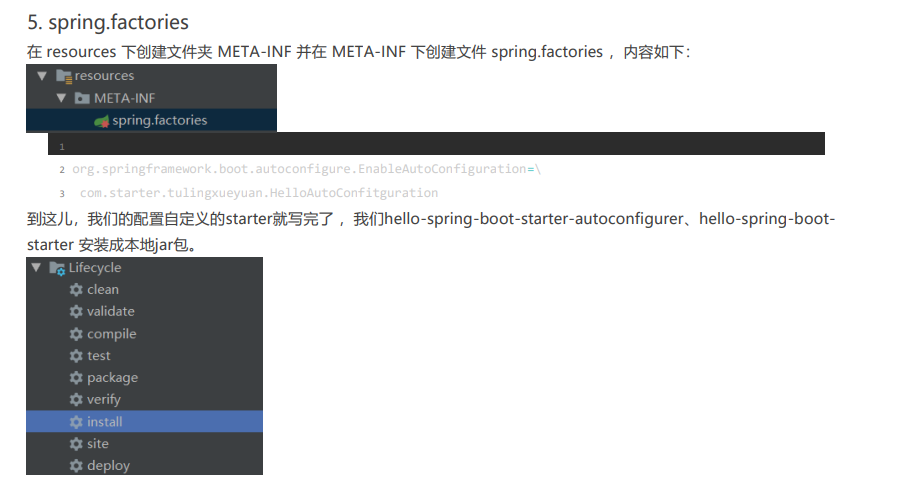 5. spring.factories
在 resources 下创建文件夹 META-INF 并在 META-INF 下创建文件 spring.factories ，内容如下：
resources
META-INF
spring.factories
1
2 org.springframework.boot.autoconfigure.EnableAutoConfiguration=\
3 com.starter.tulingxueyuan.HelloAutoConfitguration
到这儿，我们的配置自定义的starter就写完了 ，我们hello-spring-boot-starter-autoconfigurer、hello-spring-boot-
starter 安装成本地jar包。
Lifecycle
clean
validate
compile
test
package
verify
install
site
deploy